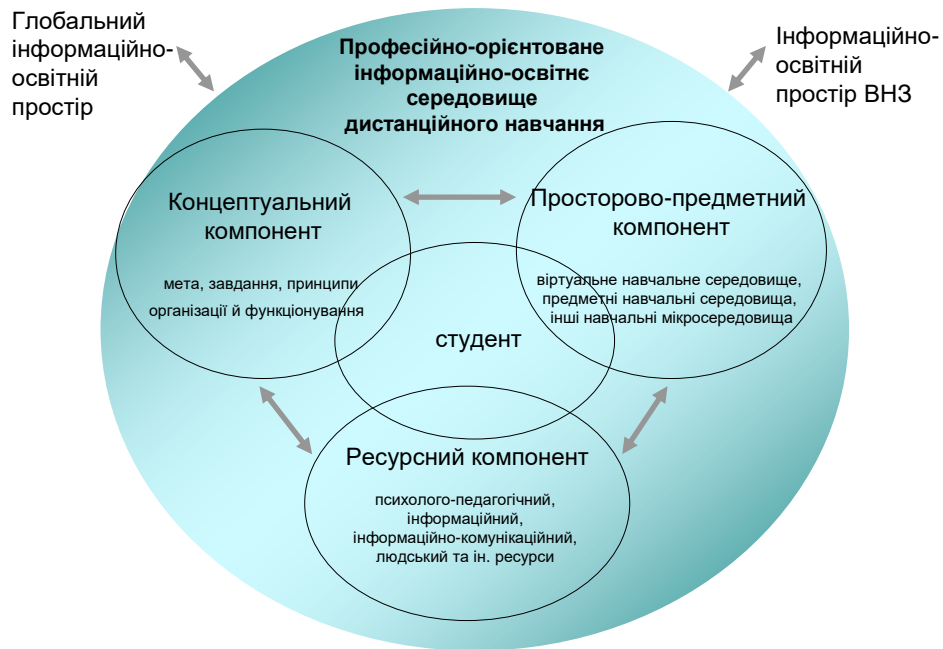 Глобальний
інформаційно-
освітній
простір
Професійно-орієнтоване
інформаційно-освітнє
середовище
дистанційного навчання
Інформаційно-
освітній
простір ВНЗ
Концептуальний
компонент
мета, завдання, принципи
організації й функціонування
Просторово-предметний
компонент
віртуальне навчальне середовище,
предметні навчальні середовища,
інші навчальні мікросередовища
студент
Ресурсний компонент
психолого-педагогічний,
інформаційний,
інформаційно-комунікаційний,
людський та ін. ресурси